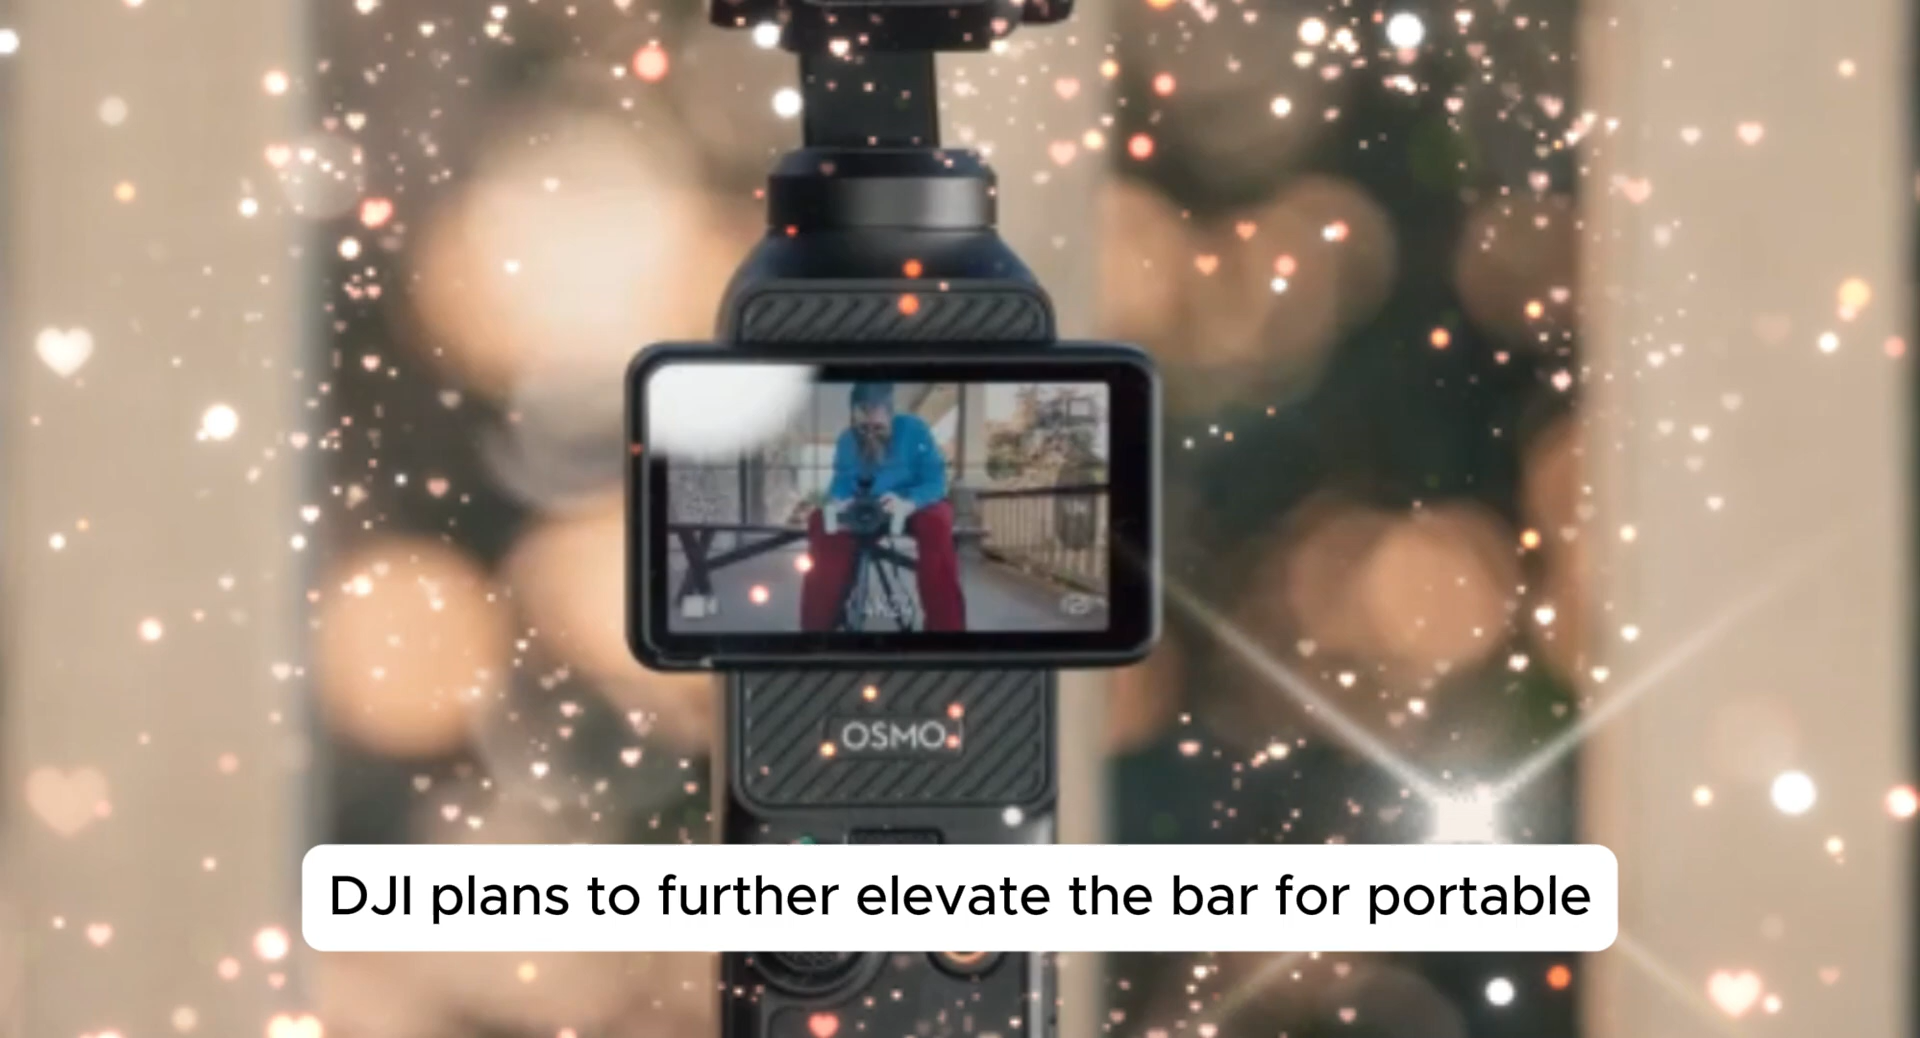 OSMO
DJI plans to further elevate the bar for portable